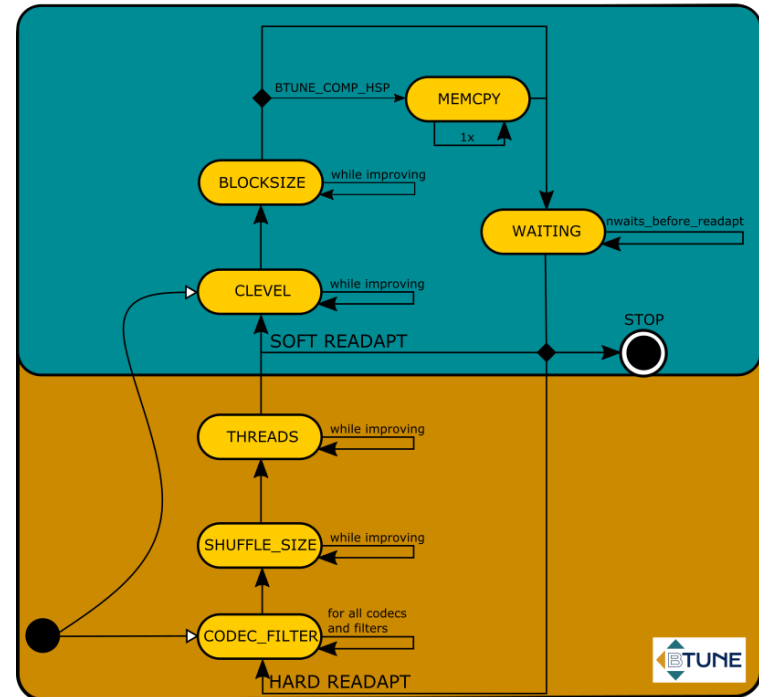 BTUNE_COMP_HSP
MEMCPY
1x
BLOCKSIZE
while improving
nwaits_before_readapt
WAITING
CLEVEL
while improving
STOP
SOFT READAPT
THREADS
while improving
SHUFFLE_SIZE
while improving
for all codecs
and filters
CODEC_FILTER
HARD READAPT
BTUNE